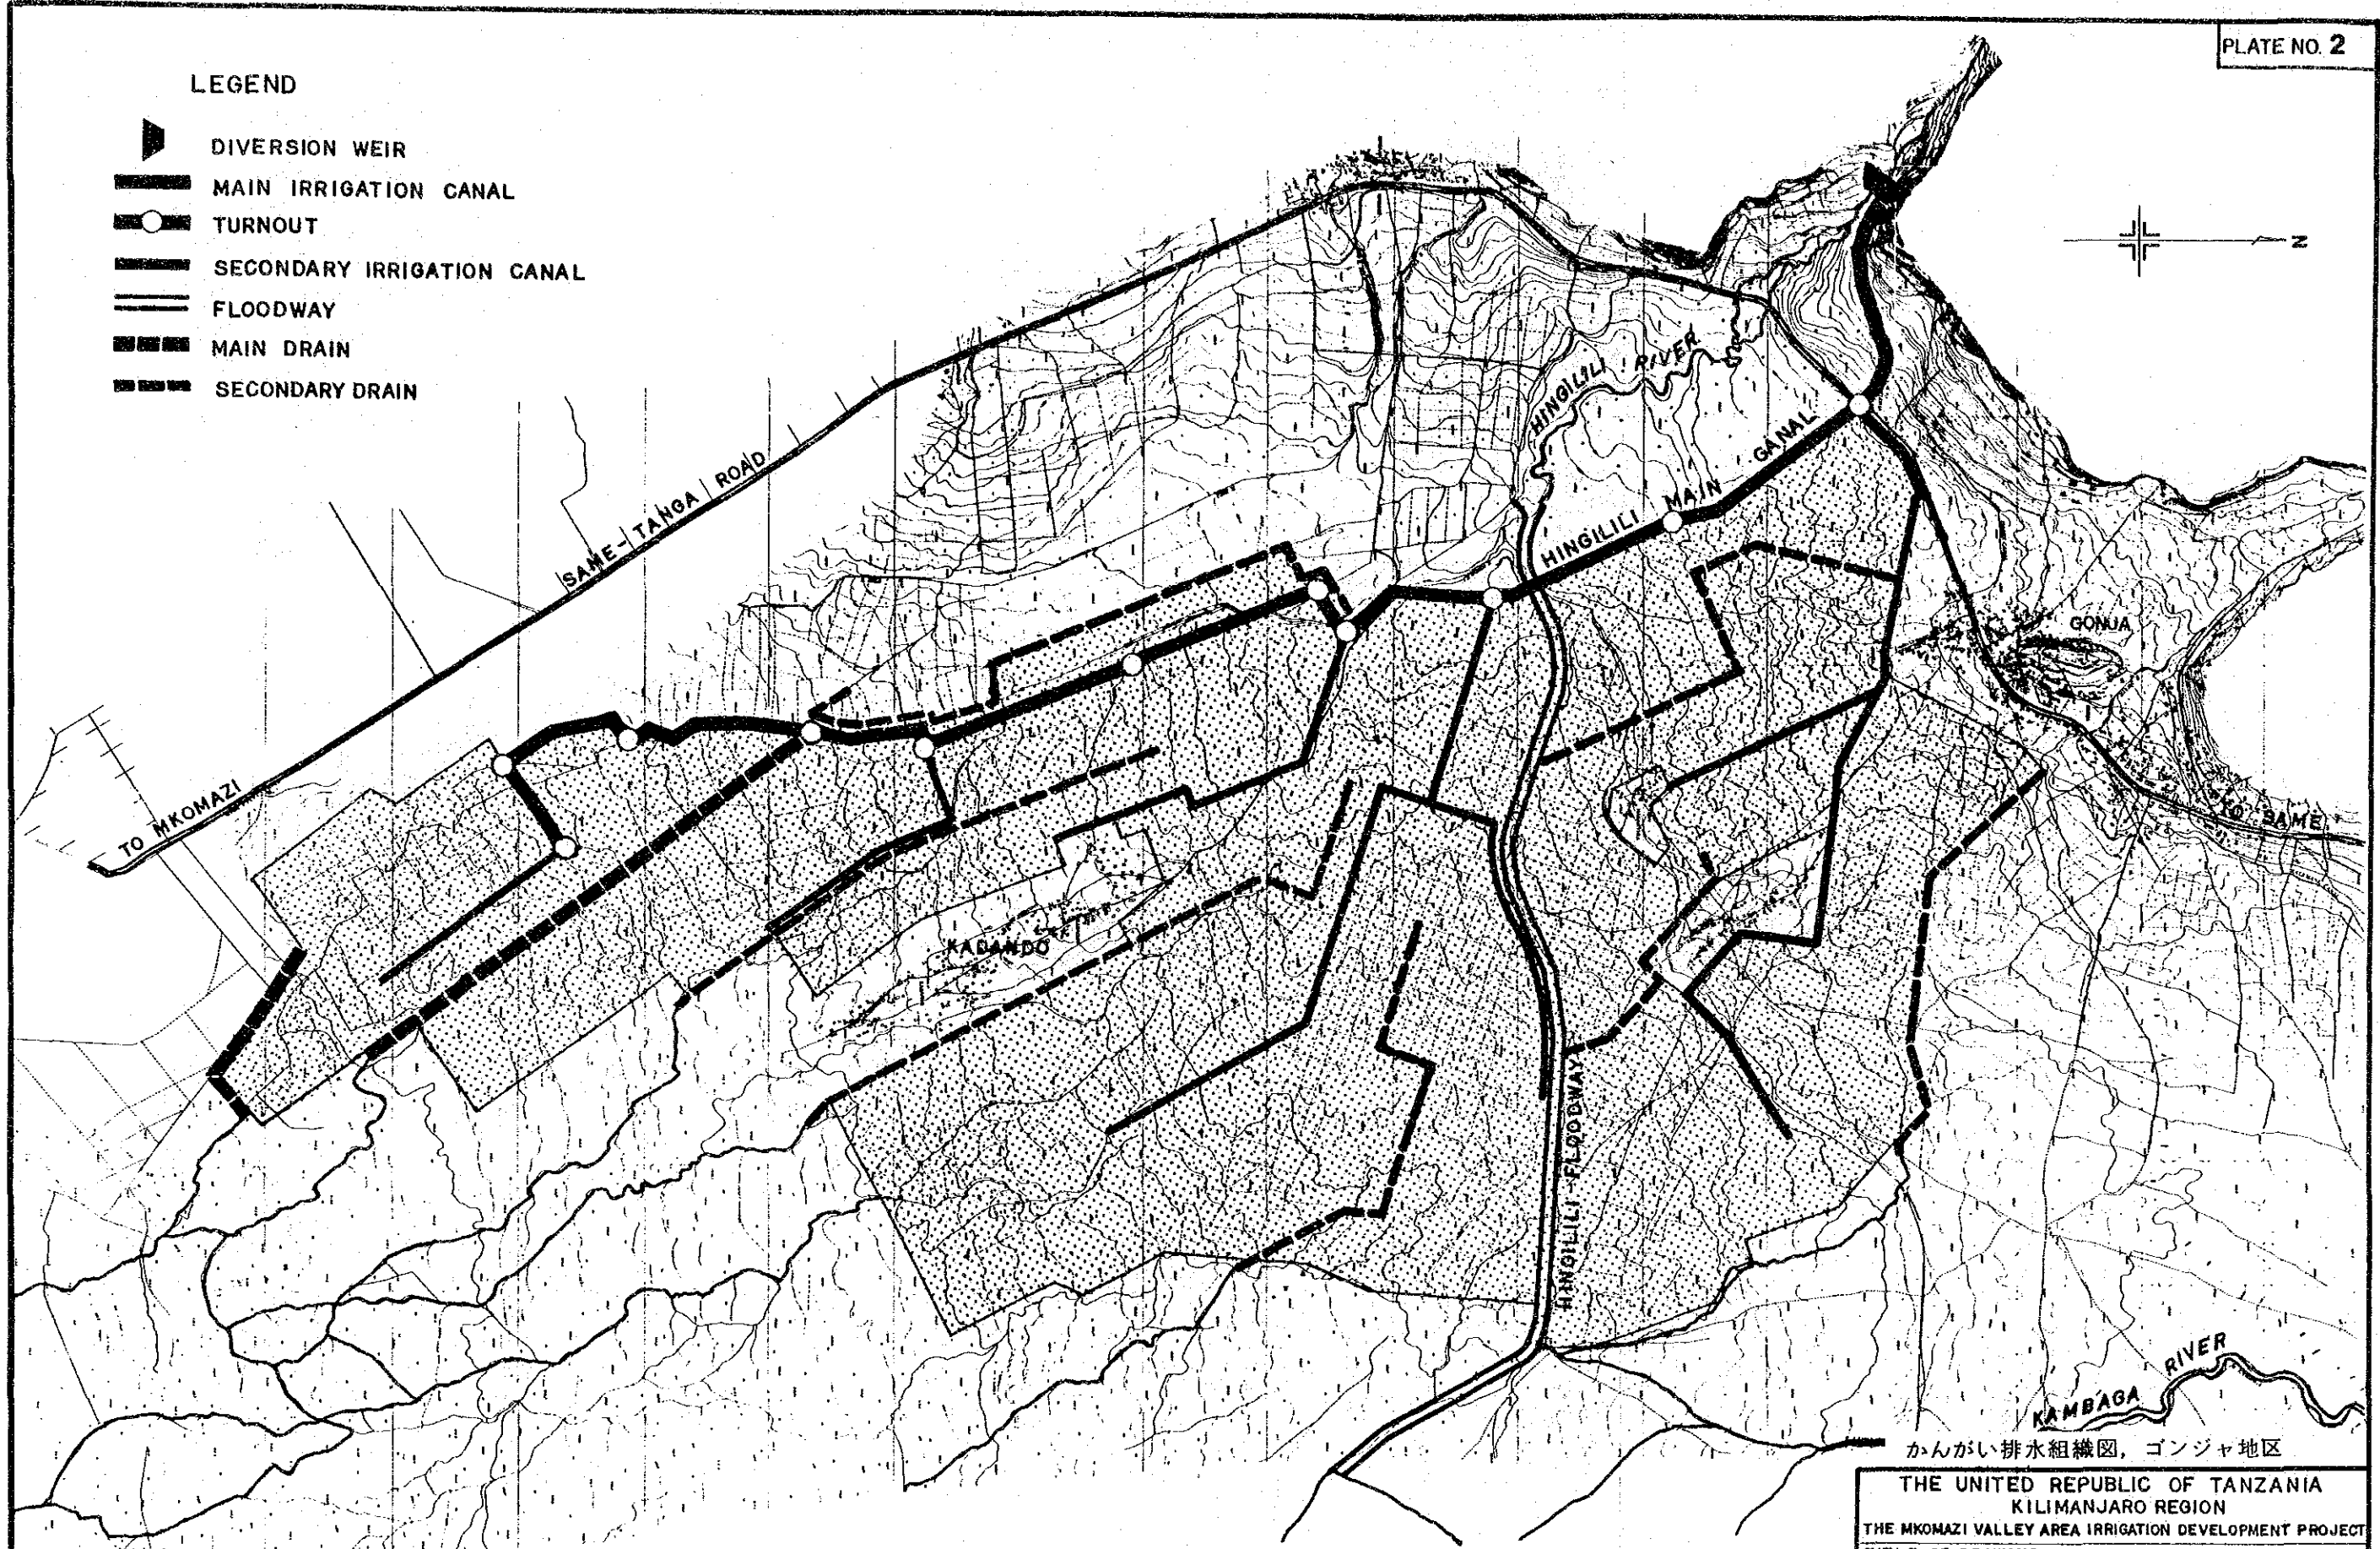 PLATE NO. 2
LEGEND
DIVERSION WEIR
MAIN IRRIGATION CANAL
TURNOUT
SECONDARY IRRIGATION CANAL
FLOODWAY
MAIN DRAIN
SECONDARY DRAIN
N
HINGILILI RIVER
HINGILILI MAIN GANAL
SAME-TANGA ROAD
GONJA
TO MKOMAZI
TO SAME
KADANDO
HINGILILI FLOODWAY
KAMBAGA RIVER
かんがい排水組織図, ゴンジャ地区
THE UNITED REPUBLIC OF TANZANIA
KILIMANJARO REGION
THE MKOMAZI VALLEY AREA IRRIGATION DEVELOPMENT PROJECT